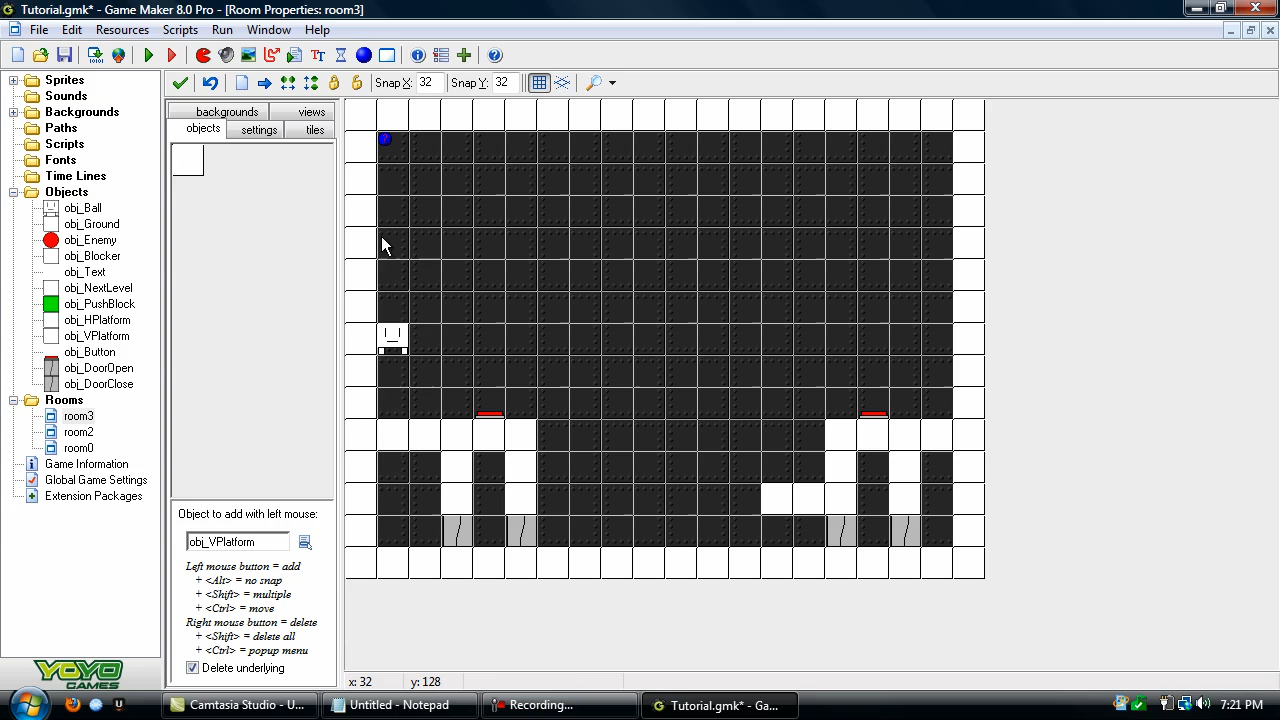 Tutorial.gmk* - Game Maker 8.0 Pro - [Room Properties: room3]
File Edit Resources Scripts Run Window Help
Snap X: 32 Snap Y: 32
Sprites
Sounds
Backgrounds
Paths
Scripts
Fonts
Time Lines
Objects
obj_Ball
obj_Ground
obj_Enemy
obj_Blocker
obj_Text
obj_NextLevel
obj_PushBlock
obj_HPlatform
obj_VPlatform
obj_Button
obj_DoorOpen
obj_DoorClose
Rooms
room3
room2
room0
Game Information
Global Game Settings
Extension Packages
YOYO
GAMES
backgrounds views
objects settings tiles
Object to add with left mouse:
obj_VPlatform
Left mouse button = add
+ <Alt> = no snap
+ <Shift> = multiple
+ <Ctrl> = move
Right mouse button = delete
+ <Shift> = delete all
+ <Ctrl> = popup menu
Delete underlying
x: 32 y: 128
Camtasia Studio - U... Untitled - Notepad Recording... Tutorial.gmk* - Ga... 7:21 PM